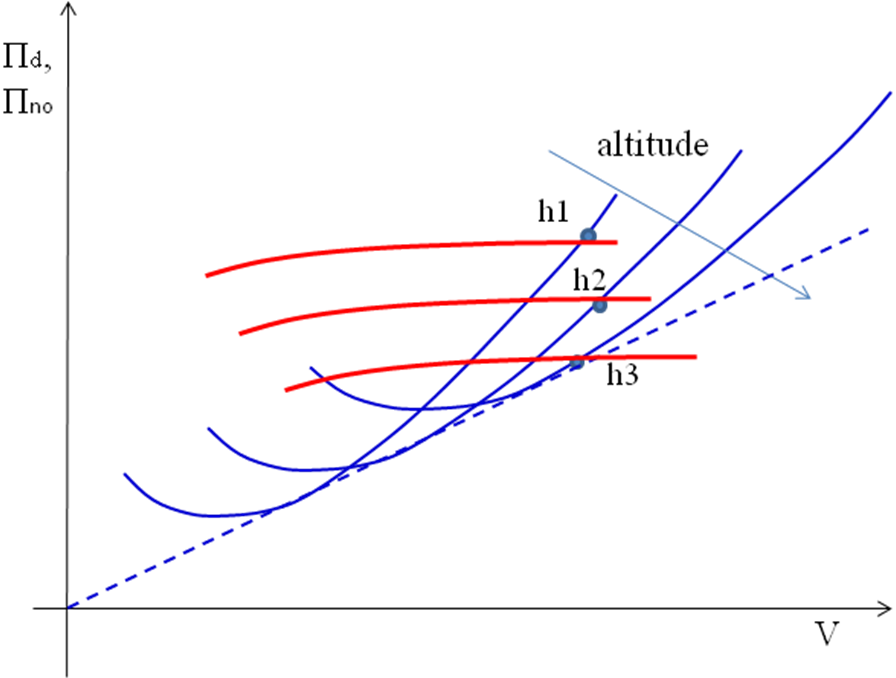 Πd,
Πno
altitude
h1
h2
h3
V